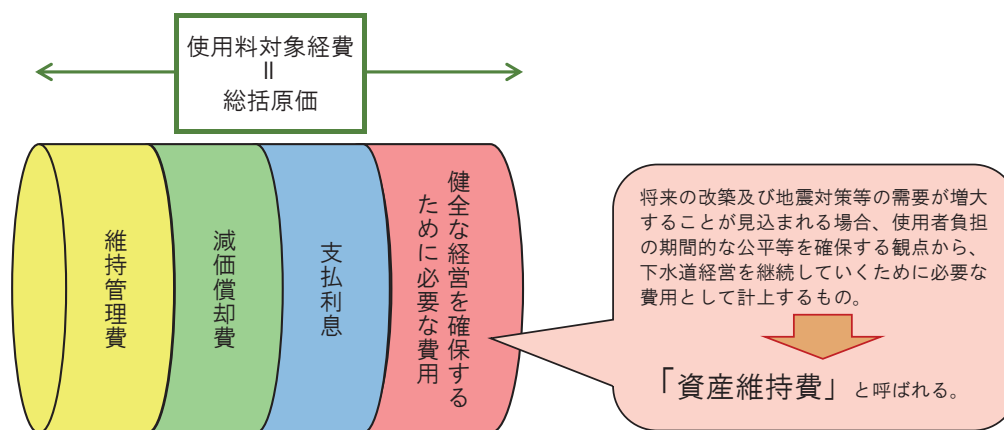 使用料対象経費
＝
総括原価
維持管理費
減価償却費
支払利息
健全な経営を確保する
ために必要な費用
将来の改築及び地震対策等の需要が増大
することが見込まれる場合、使用者負担
の期間的な公平等を確保する観点から、
下水道経営を継続していくために必要な
費用として計上するもの。
「資産維持費」と呼ばれる。